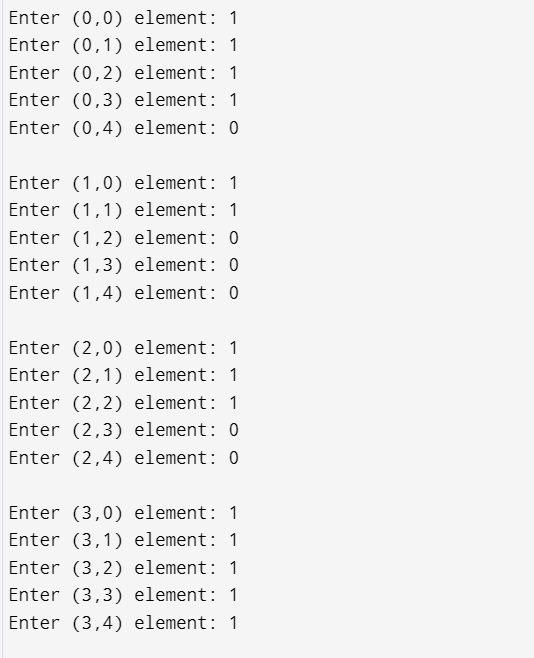 Enter (0,0) element: 1
Enter (0,1) element: 1
Enter (0,2) element: 1
Enter (0,3) element: 1
Enter (0,4) element: 0
Enter (1,0) element: 1
Enter (1,1) element: 1
Enter (1,2) element: 0
Enter (1,3) element: 0
Enter (1,4) element: 0
Enter (2,0) element: 1
Enter (2,1) element: 1
Enter (2,2) element: 1
Enter (2,3) element: 0
Enter (2,4) element: 0
Enter (3,0) element: 1
Enter (3,1) element: 1
Enter (3,2) element: 1
Enter (3,3) element: 1
Enter (3,4) element: 1